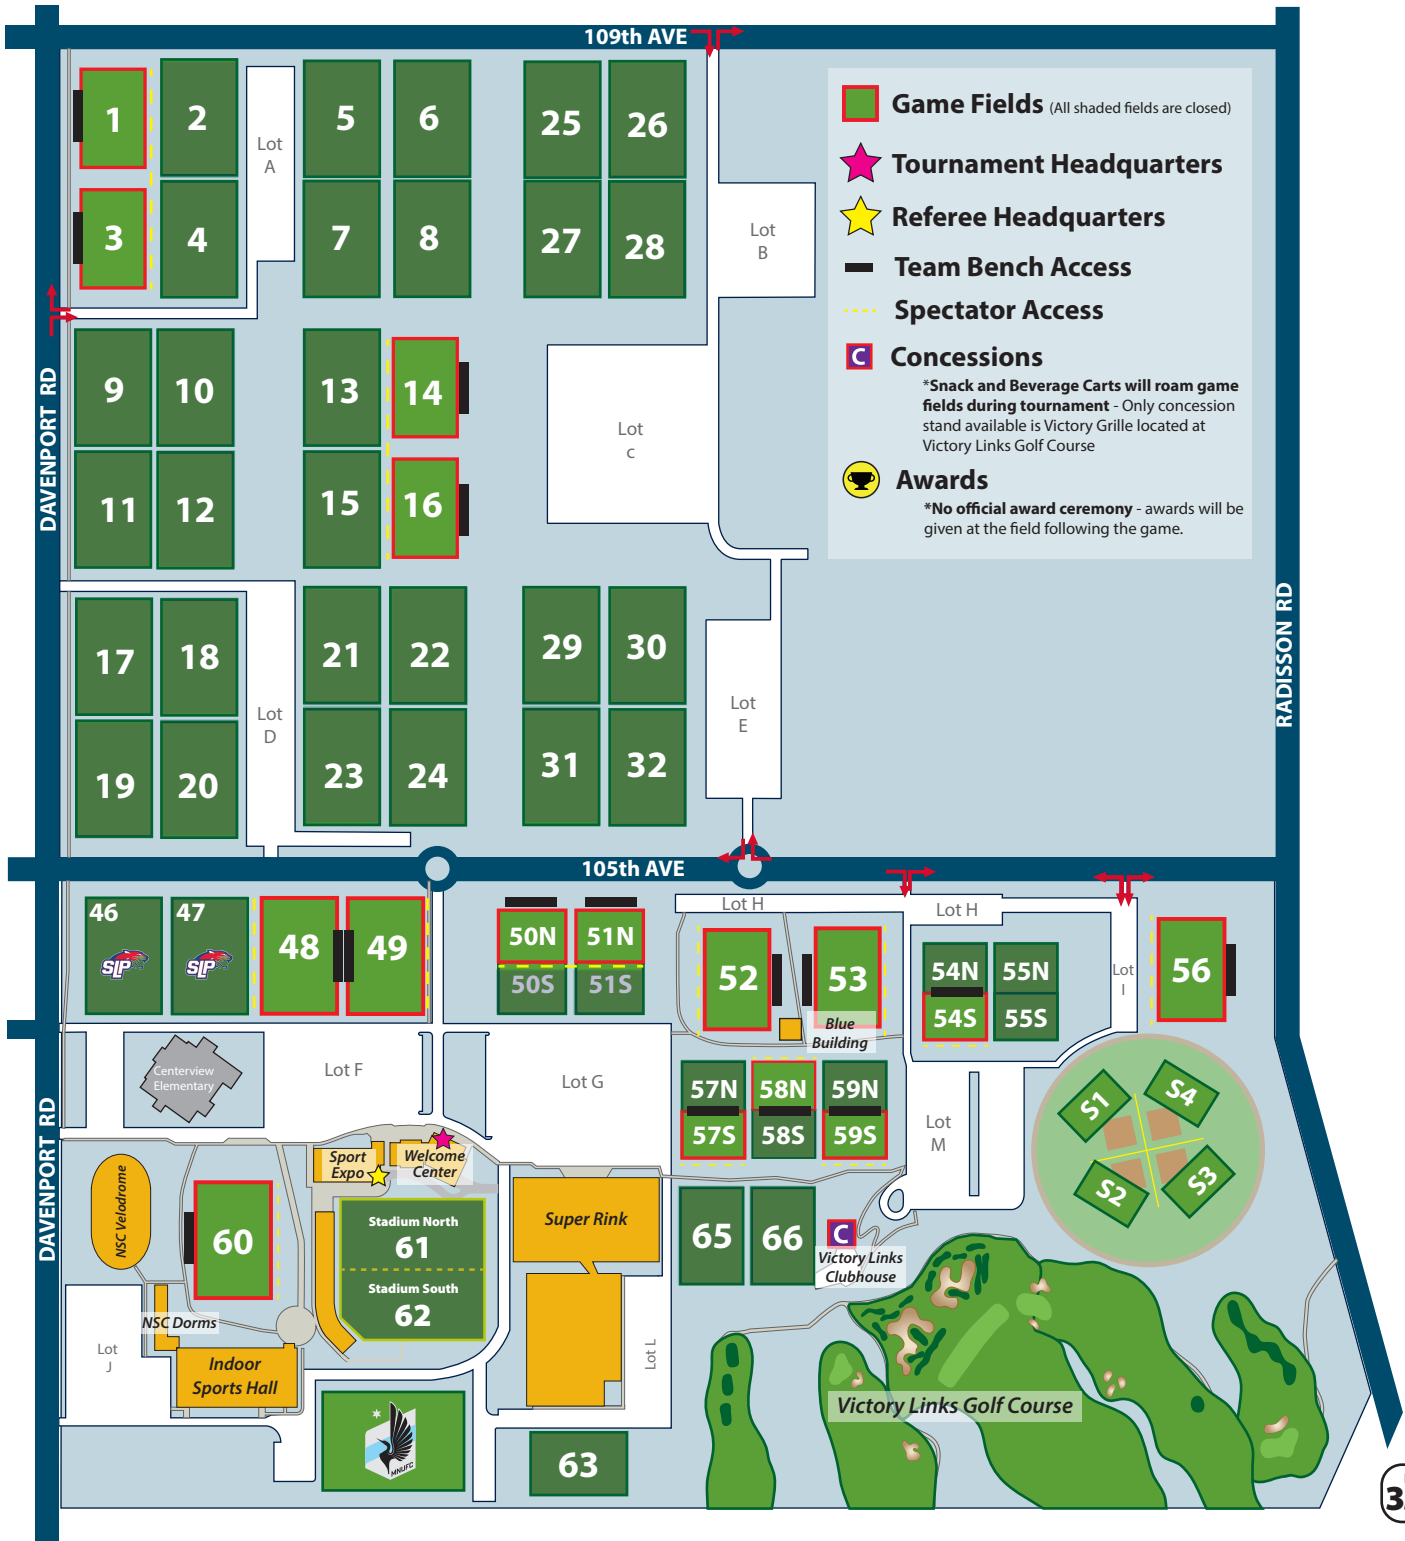 109th AVE
1
2
5
6
25
26
Lot
A
3
4
7
8
27
28
Lot
B
Game Fields (All shaded fields are closed)
Tournament Headquarters
Referee Headquarters
Team Bench Access
Spectator Access
C Concessions
*Snack and Beverage Carts will roam game
fields during tournament - Only concession
stand available is Victory Grille located at
Victory Links Golf Course
Awards
*No official award ceremony - awards will be
given at the field following the game.
DAVENPORT RD
9
10
13
14
Lot
c
11
12
15
16
RADISSON RD
17
18
21
22
29
30
Lot
D
Lot
E
19
20
23
24
31
32
105th AVE
46
SLP
47
SLP
48
49
50N
51N
50S
51S
Lot H
Lot H
52
53
54N
55N
54S
55S
Lot
I
56
Blue
Building
DAVENPORT RD
Centerview
Elementary
Lot F
Lot G
57N
58N
59N
57S
58S
59S
Lot
M
S1
S4
S2
S3
Sport
Expo
Welcome
Center
NSC Velodrome
60
Stadium North
61
Stadium South
62
Super Rink
65
66
C
Victory Links
Clubhouse
NSC Dorms
Lot
J
Indoor
Sports Hall
Lot L
Victory Links Golf Course
MNUFC
63